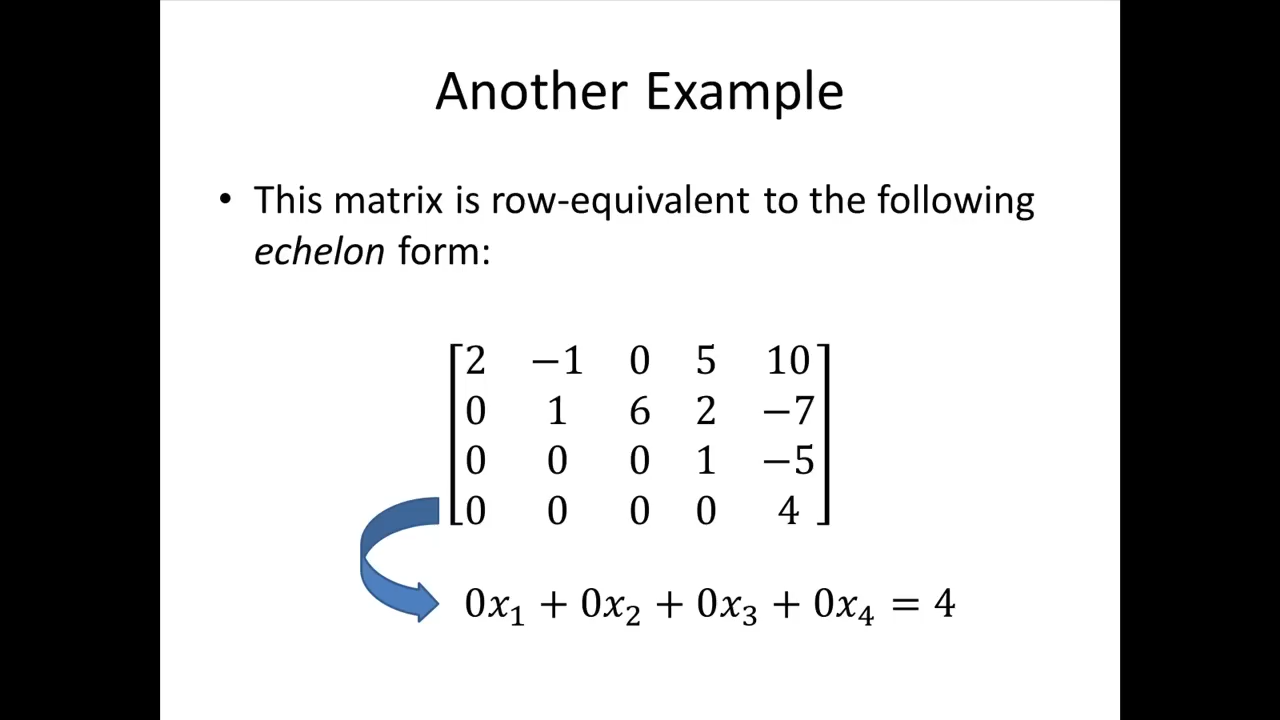 Another Example
• This matrix is row-equivalent to the following
echelon form:
2 −1 0 5 10
0 1 6 2 −7
0 0 0 1 −5
0 0 0 0 4
0x₁ + 0x₂ + 0x₃ + 0x₄ = 4